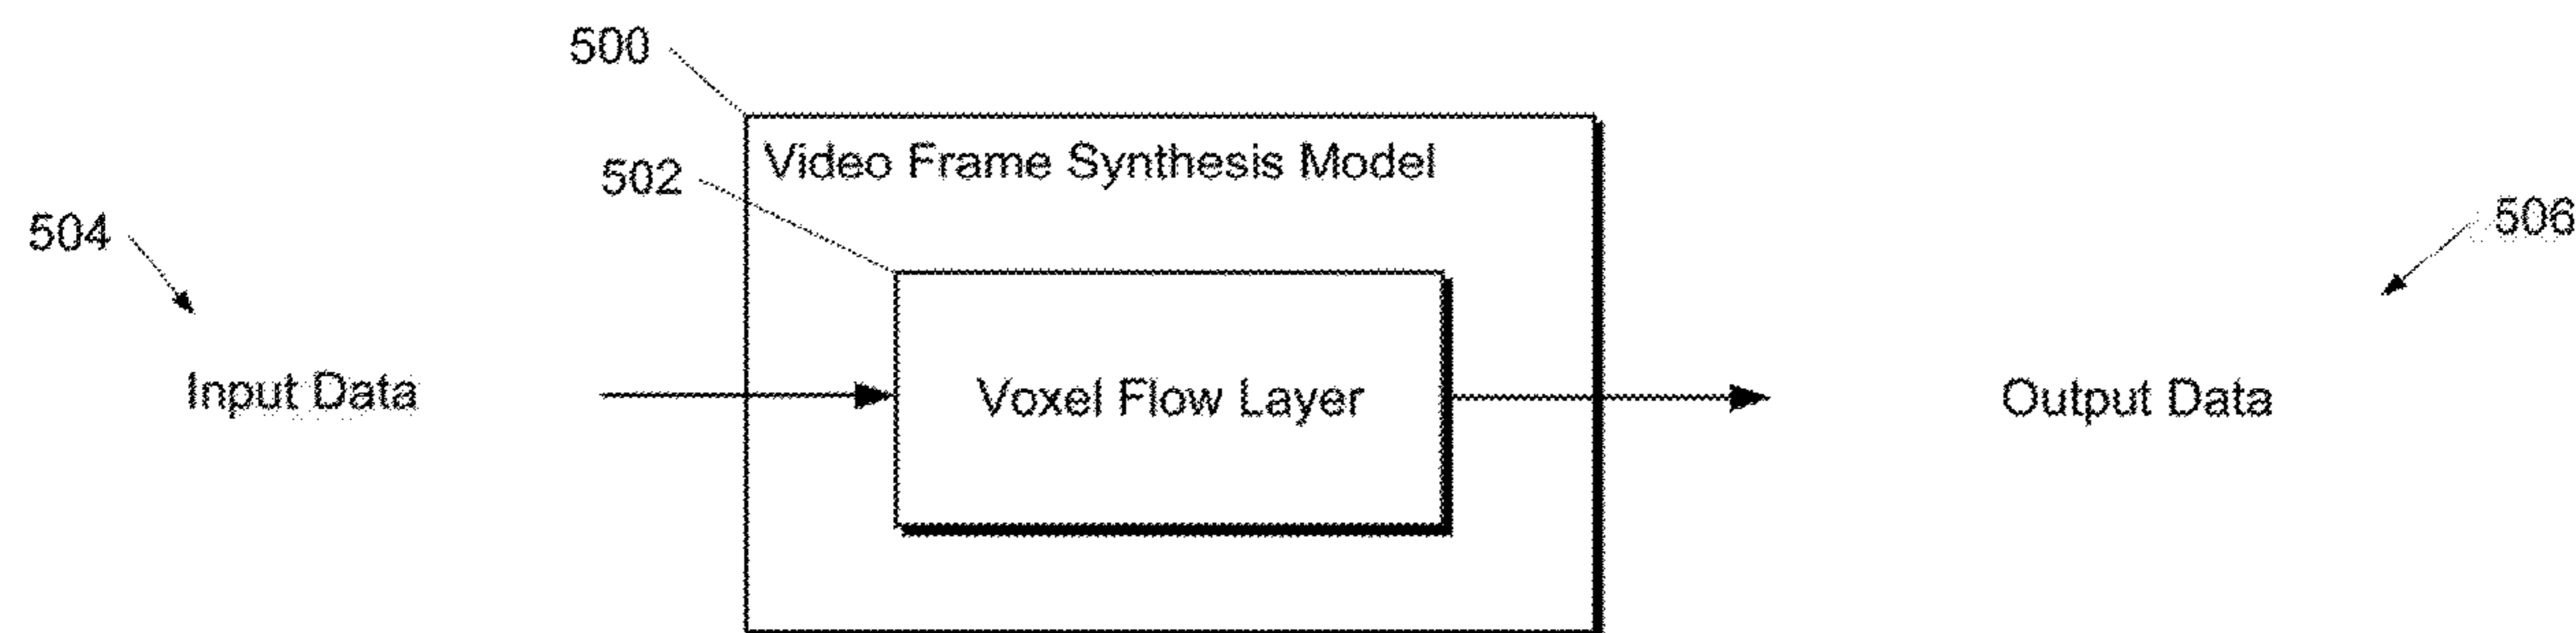 500
Video Frame Synthesis Model
502
504
506
Input Data
Voxel Flow Layer
Output Data